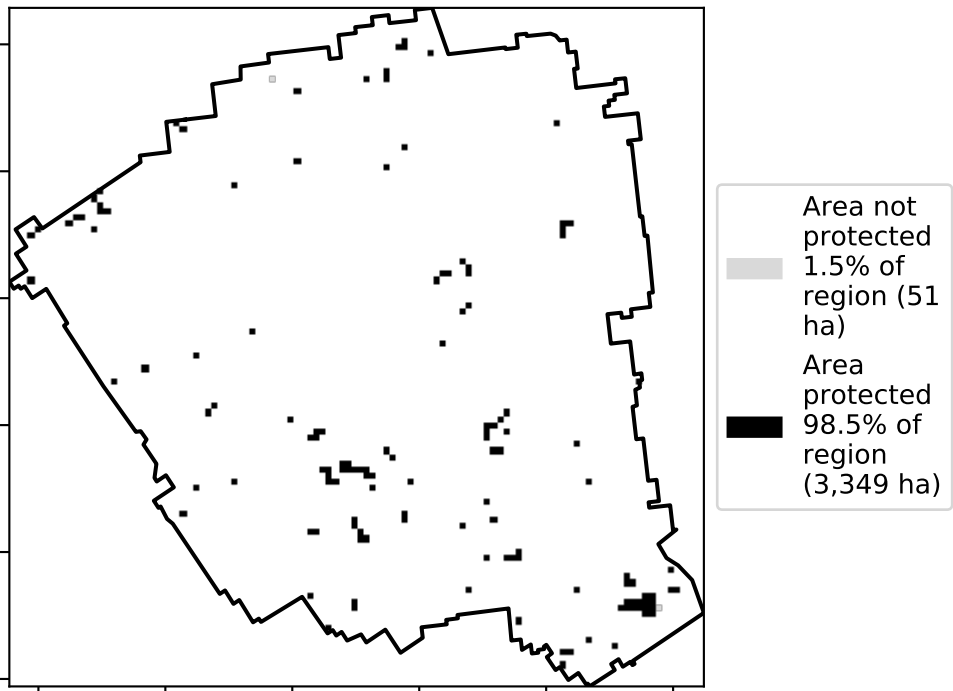 Area not
protected
1.5% of
region (51
ha)
Area
protected
98.5% of
region
(3,349 ha)